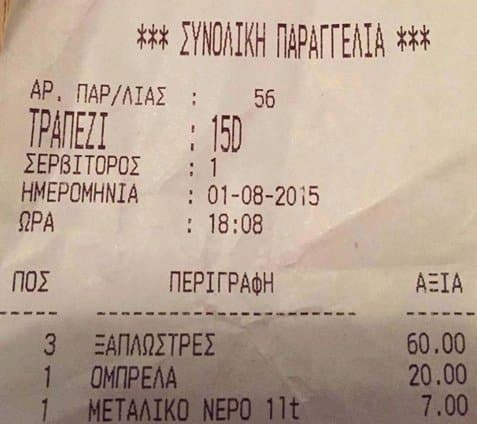 *** ΣΥΝΟΛΙΚΗ ΠΑΡΑΓΓΕΛΙΑ ***
ΑΡ. ΠΑΡ/ΛΙΑΣ : 56
ΤΡΑΠΕΖΙ : 15D
ΣΕΡΒΙΤΟΡΟΣ : 1
ΗΜΕΡΟΜΗΝΙΑ : 01-08-2015
ΩΡΑ : 18:08
ΠΟΣ ΠΕΡΙΓΡΑΦΗ ΑΞΙΑ
3 ΞΑΠΛΩΣΤΡΕΣ 60.00
1 ΟΜΠΡΕΛΑ 20.00
1 ΜΕΤΑΛΙΚΟ ΝΕΡΟ 1lt 7.00